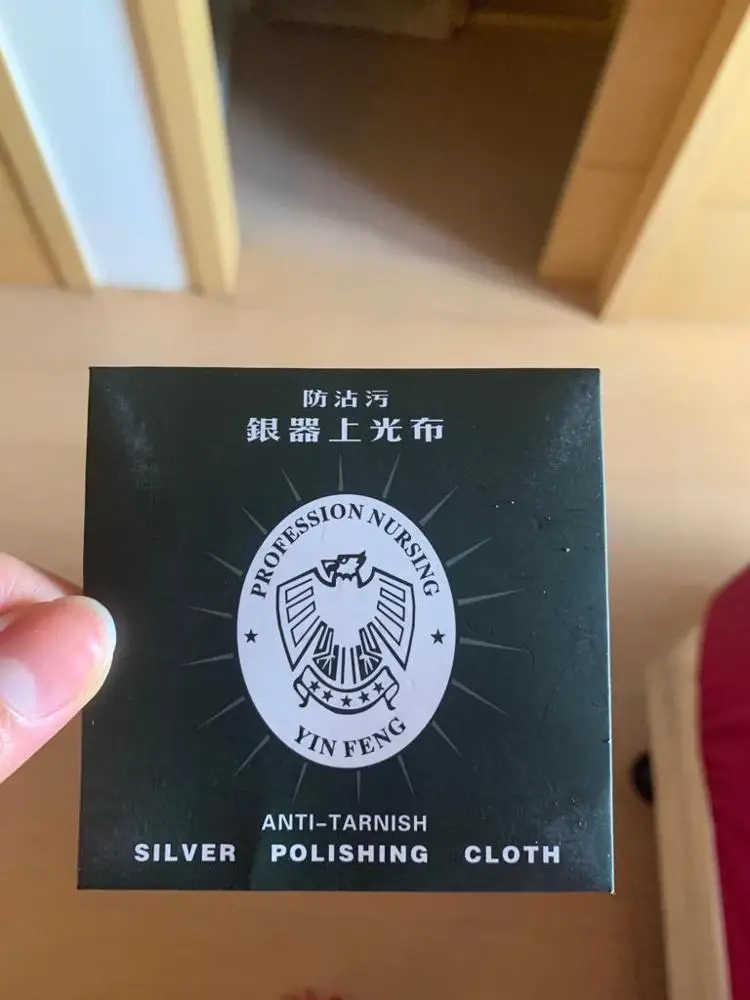 防沾污
銀器上光布
PROFESSION NURSING
YIN FENG
ANTI-TARNISH
SILVER POLISHING CLOTH